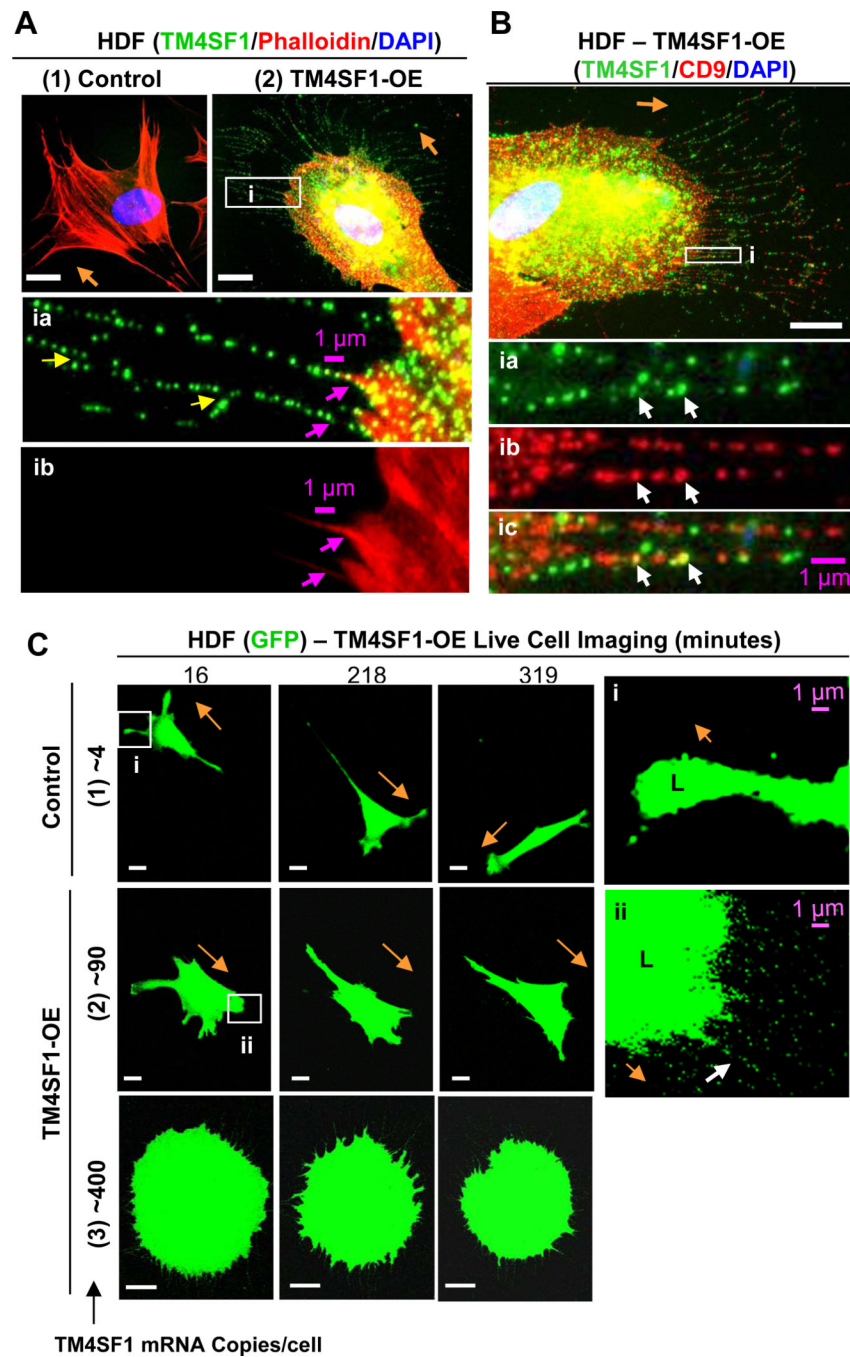 A
HDF (TM4SF1/Phalloidin/DAPI)
(1) Control
(2) TM4SF1-OE
i
ia
1 µm
ib
1 µm
B
HDF – TM4SF1-OE
(TM4SF1/CD9/DAPI)
i
ia
ib
ic
1 µm
C
HDF (GFP) – TM4SF1-OE Live Cell Imaging (minutes)
16
218
319
Control
(1) ~4
i
i
1 µm
L
TM4SF1-OE
(2) ~90
ii
ii
1 µm
L
(3) ~400
TM4SF1 mRNA Copies/cell